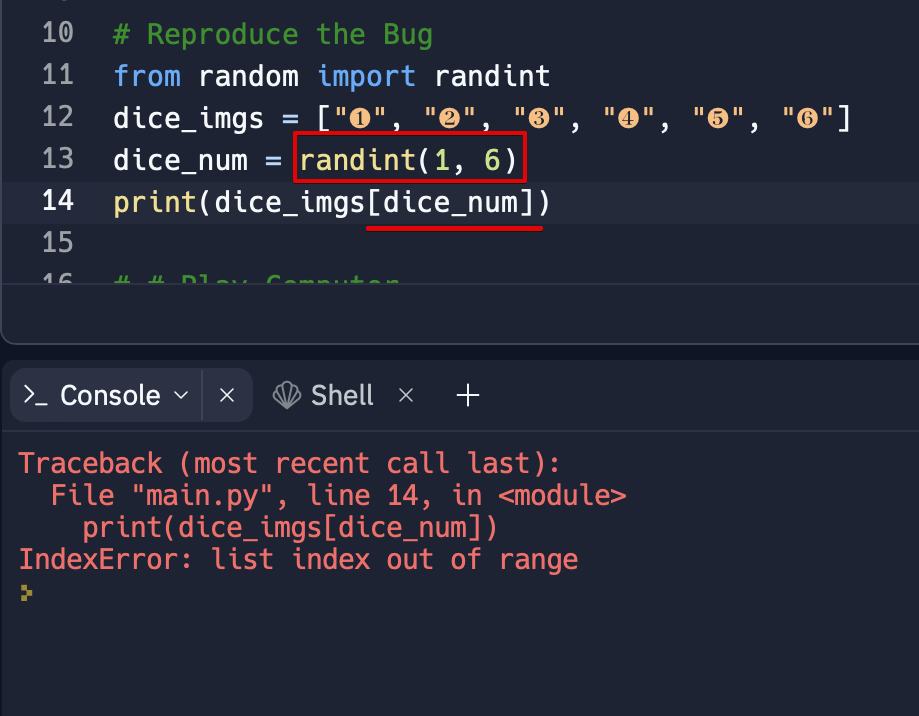 10 # Reproduce the Bug
11 from random import randint
12 dice_imgs = ["❶", "❷", "❸", "❹", "❺", "❻"]
13 dice_num = randint(1, 6)
14 print(dice_imgs[dice_num])
15
16 # # Play Computer
>_ Console
Shell
Traceback (most recent call last):
  File "main.py", line 14, in <module>
    print(dice_imgs[dice_num])
IndexError: list index out of range